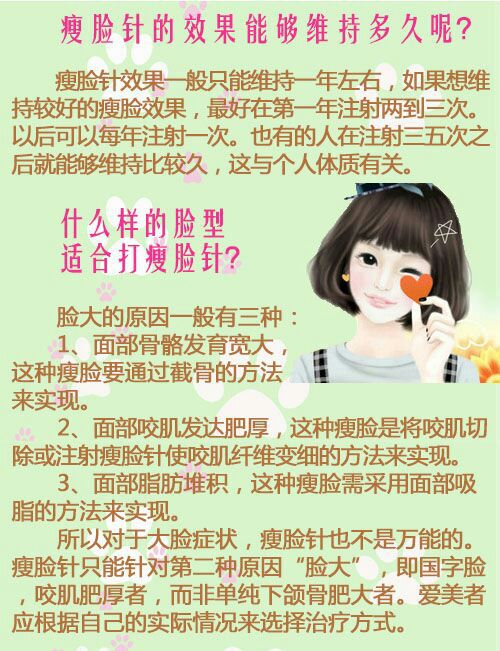 瘦脸针的效果能够维持多久呢?
瘦脸针效果一般只能维持一年左右，如果想维
持较好的瘦脸效果，最好在第一年注射两到三次。
以后可以每年注射一次。也有的人在注射三五次之
后就能够维持比较久，这与个人体质有关。
什么样的脸型
适合打瘦脸针?
脸大的原因一般有三种：
1、面部骨骼发育宽大，
这种瘦脸要通过截骨的方法
来实现。
2、面部咬肌发达肥厚，这种瘦脸是将咬肌切
除或注射瘦脸针使咬肌纤维变细的方法来实现。
3、面部脂肪堆积，这种瘦脸需采用面部吸
脂的方法来实现。
所以对于大脸症状，瘦脸针也不是万能的。
瘦脸针只能针对第二种原因“脸大”，即国字脸
，咬肌肥厚者，而非单纯下颌骨肥大者。爱美者
应根据自己的实际情况来选择治疗方式。